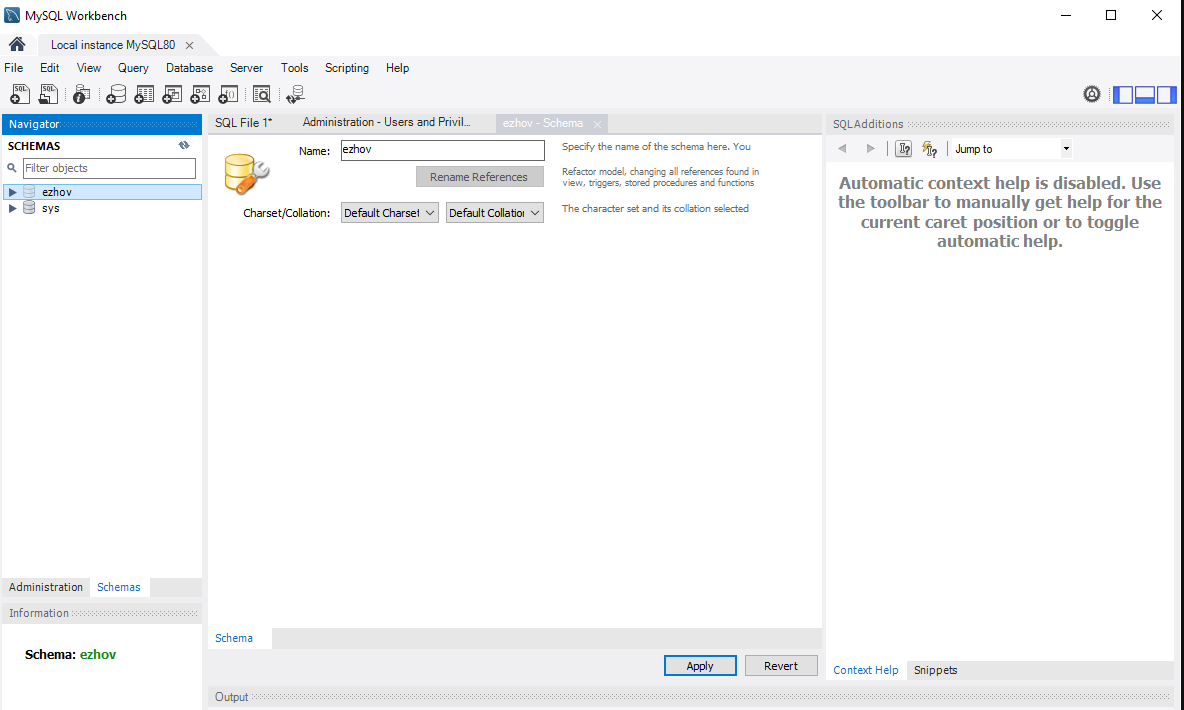 MySQL Workbench
Local instance MySQL80
File Edit View Query Database Server Tools Scripting Help
Navigator
SCHEMAS
Filter objects
ezhov
sys
Administration Schemas
Information
Schema: ezhov
SQL File 1* Administration - Users and Privil... ezhov - Schema
Name: ezhov
Specify the name of the schema here. You
Rename References
Refactor model, changing all references found in
view, triggers, stored procedures and functions
Charset/Collation: Default Charset Default Collation
The character set and its collation selected
Schema
Apply Revert
Output
SQLAdditions
Jump to
Automatic context help is disabled. Use
the toolbar to manually get help for the
current caret position or to toggle
automatic help.
Context Help Snippets